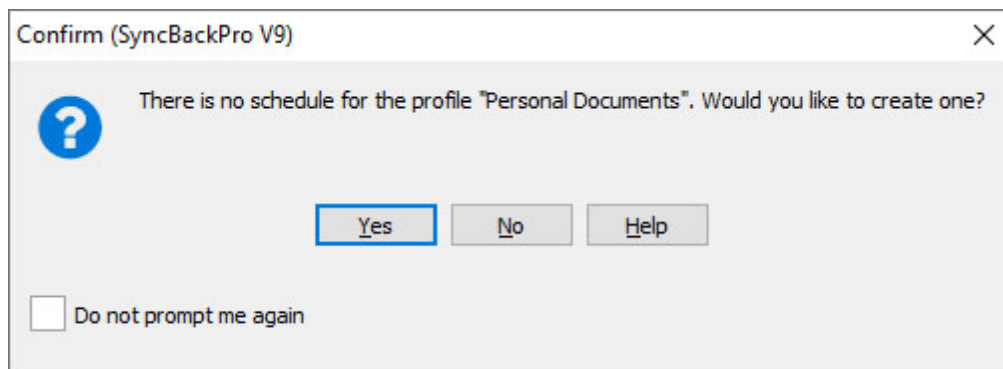 Confirm (SyncBackPro V9)
There is no schedule for the profile "Personal Documents". Would you like to create one?
Yes
No
Help
Do not prompt me again